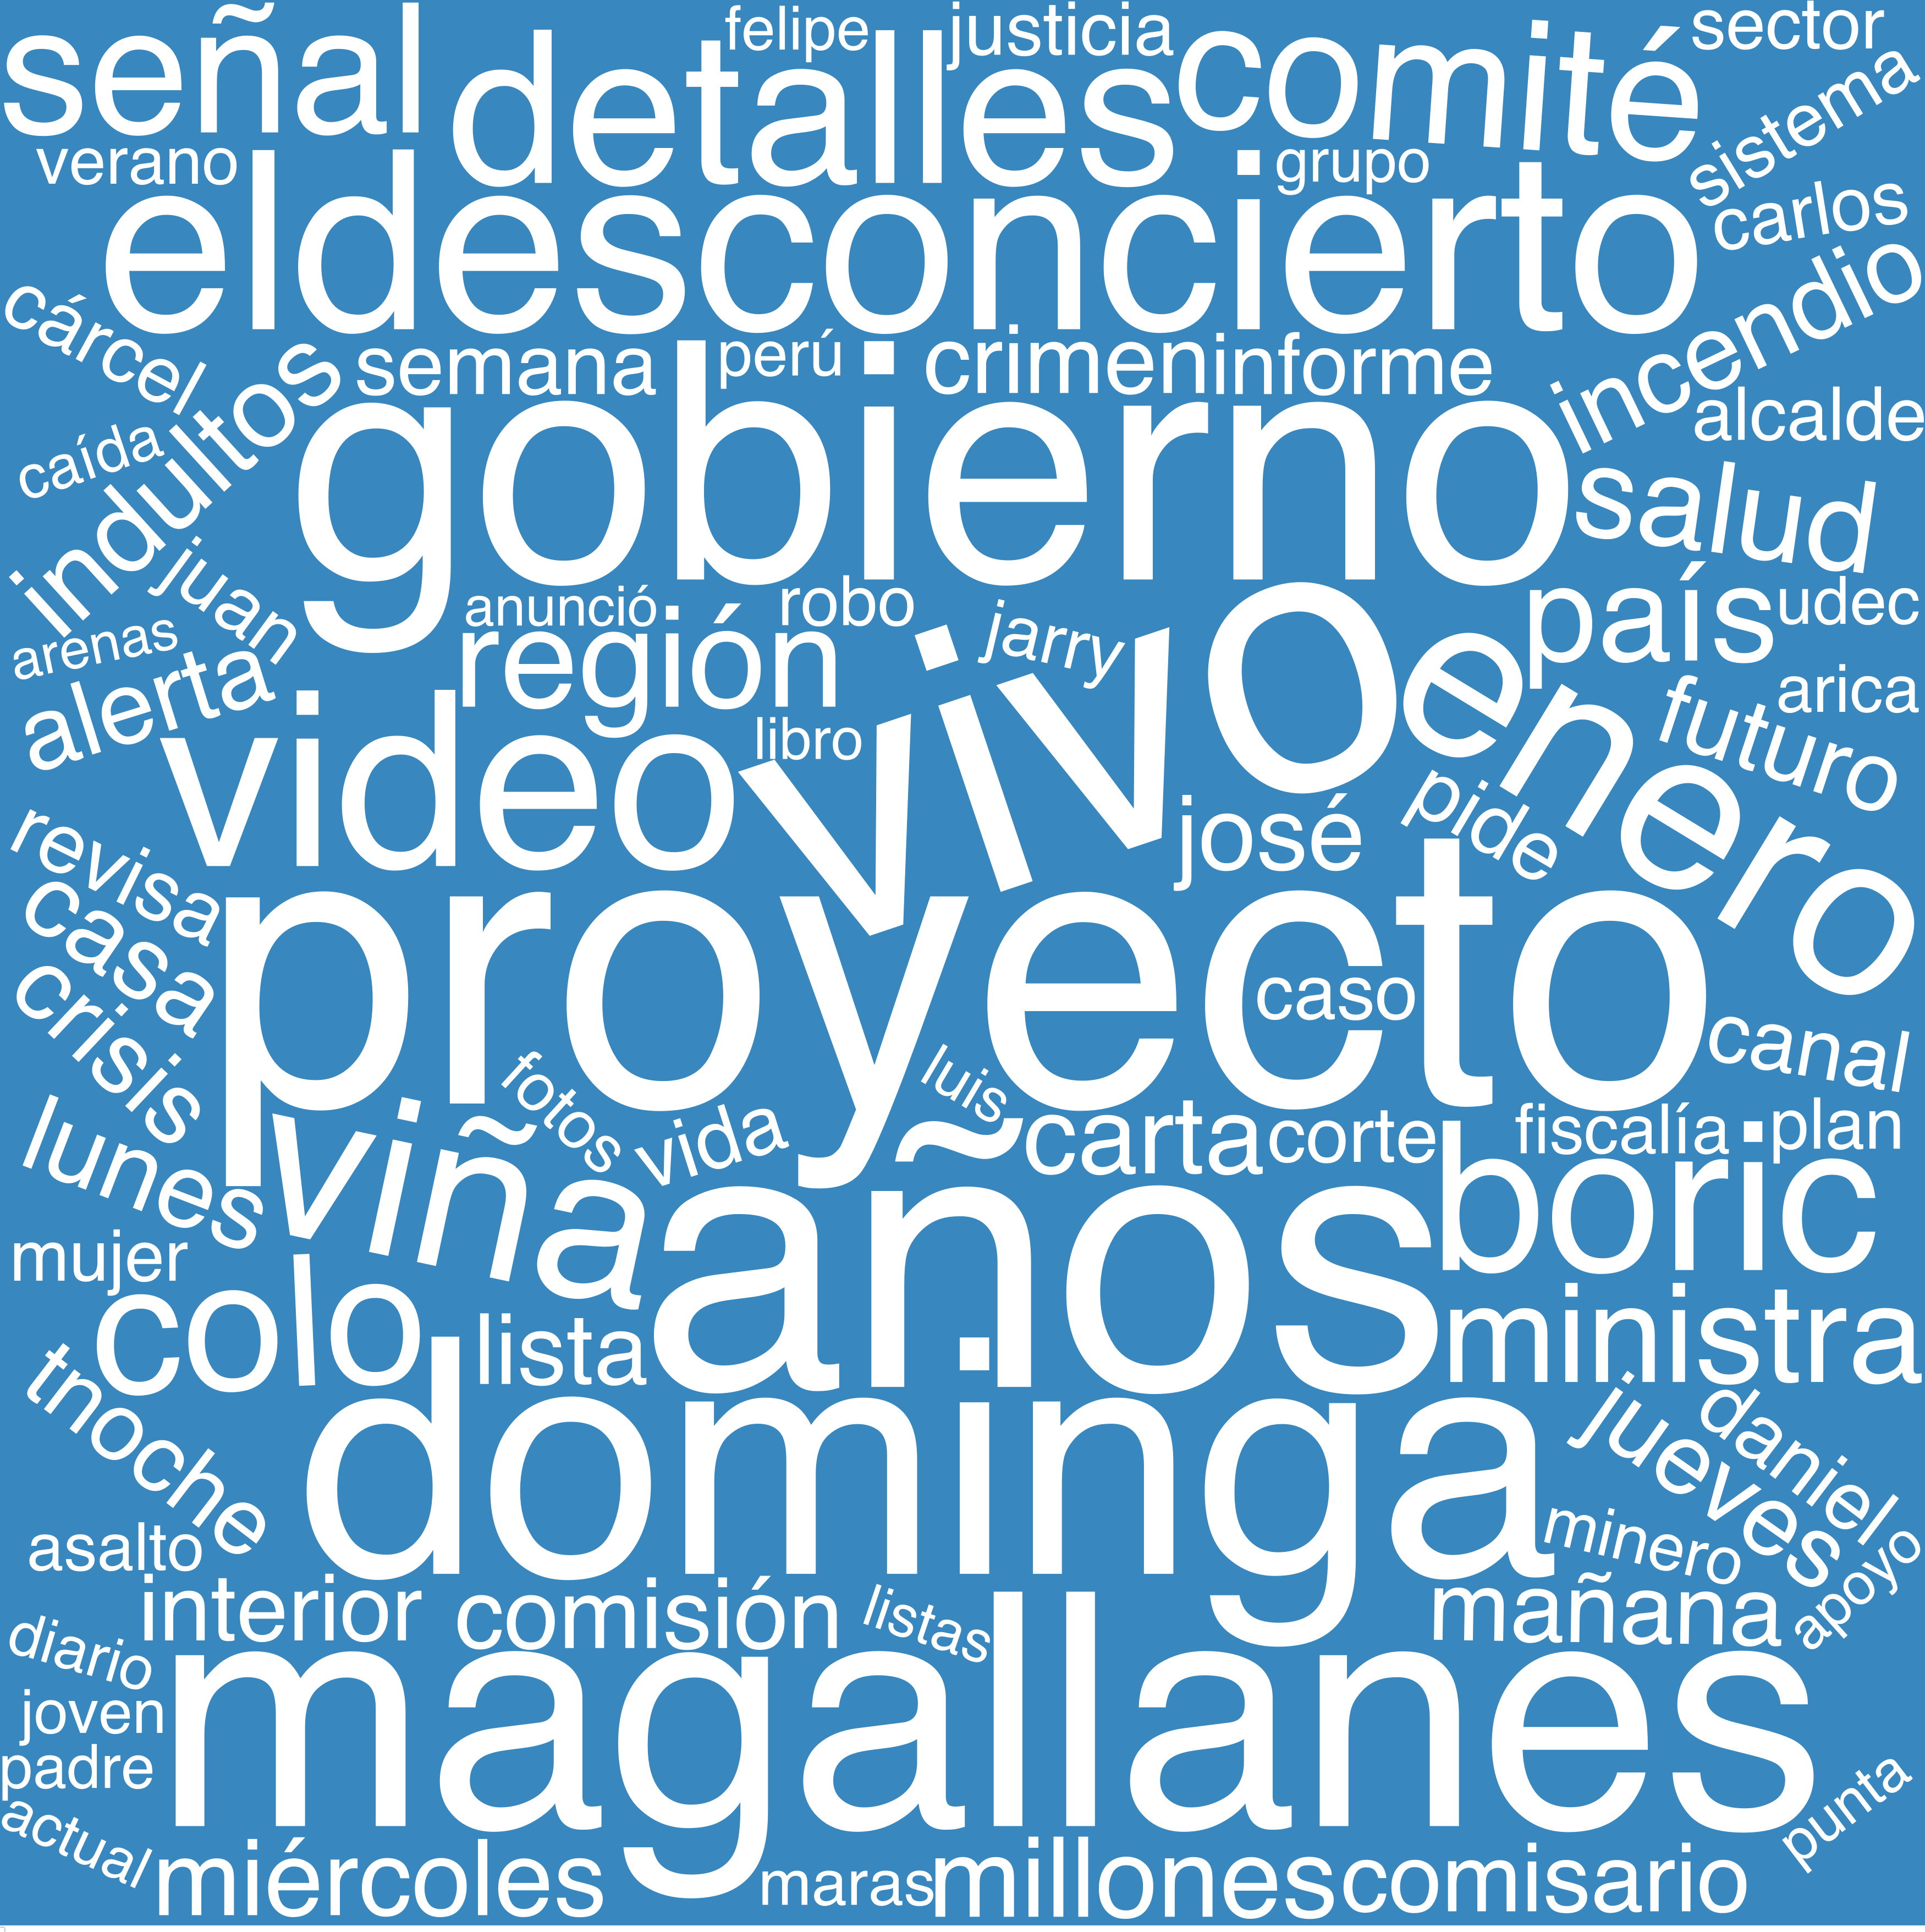 felipe
justicia
sector
señal
detalles
comité
sistema
verano
grupo
carlos
eldesconcierto
cárcel
incendio
semana
perú
crimen
informe
alcalde
indultos
caída
gobierno
salud
juan
anunció
robo
jarry
país
udec
arenas
región
vivo
enero
alerta
arica
futuro
libro
video
pide
josé
revisa
casa
proyecto
crisis
caso
canal
fotos
luis
lunes
viña
vida
carta
corte
fiscalía
plan
años
boric
mujer
colo
lista
ministra
tnoche
dominga
jueves
daniel
asalto
minero
apoyo
interior
comisión
listas
mañana
diario
joven
magallanes
padre
punta
actual
miércoles
maras
millones
comisario